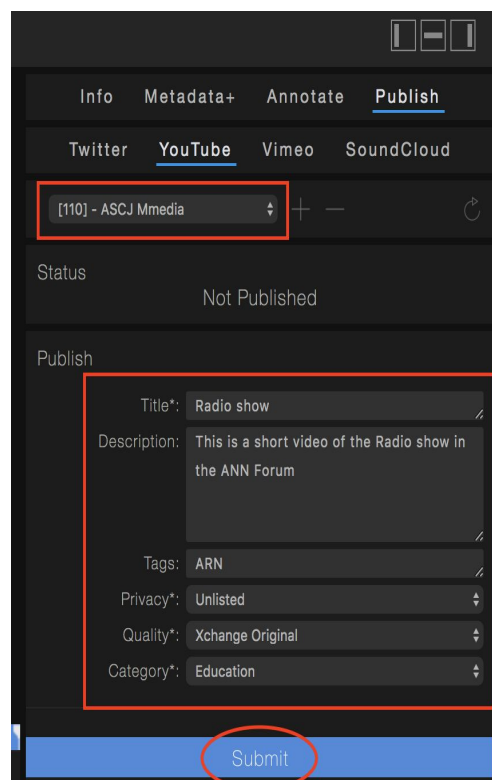 Info Metadata+ Annotate Publish
Twitter YouTube Vimeo SoundCloud
[110] - ASCJ Mmedia
Status
Not Published
Publish
Title*: Radio show
Description: This is a short video of the Radio show in
the ANN Forum
Tags: ARN
Privacy*: Unlisted
Quality*: Xchange Original
Category*: Education
Submit